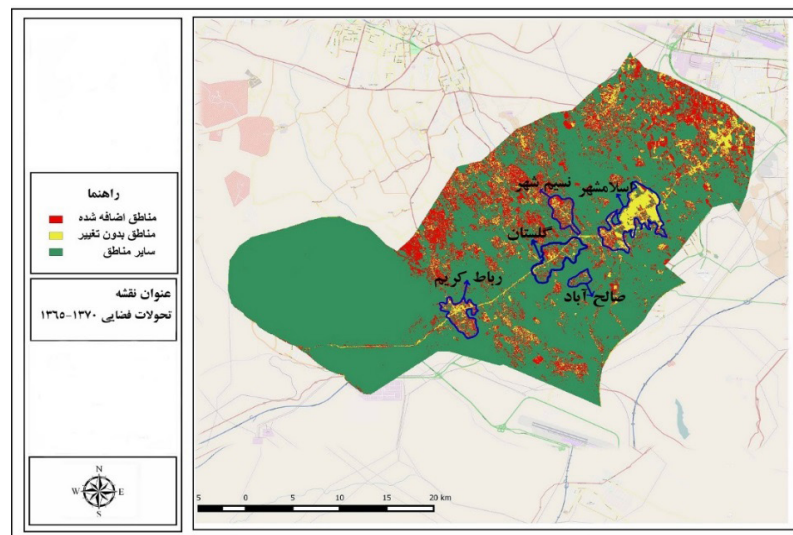 راهنما
مناطق اضافه شده
مناطق بدون تغییر
سایر مناطق
عنوان نقشه
تحولات فضایی ۱۳۷۰-۱۳۶۵
N
W E
S
نسیم شهر
اسلامشهر
گلستان
صالح آباد
رباط کریم
5 0 5 10 15 20 km